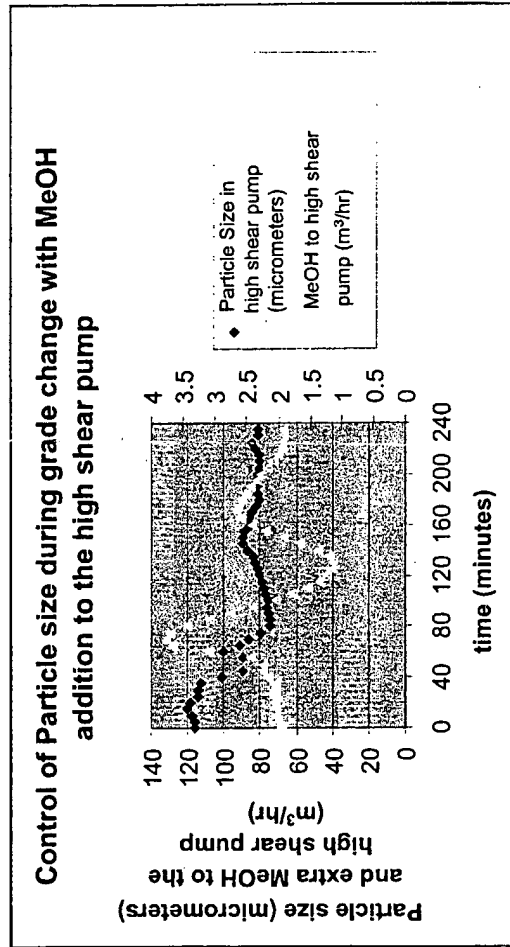 Control of Particle size during grade change with MeOH
addition to the high shear pump
Particle size (micrometers)
and extra MeOH to the
high shear pump
(m³/hr)
140
120
100
80
60
40
20
0
4
3.5
3
2.5
2
1.5
1
0.5
0
0 40 80 120 160 200 240
time (minutes)
Particle Size in
high shear pump
(micrometers)
MeOH to high shear
pump (m³/hr)